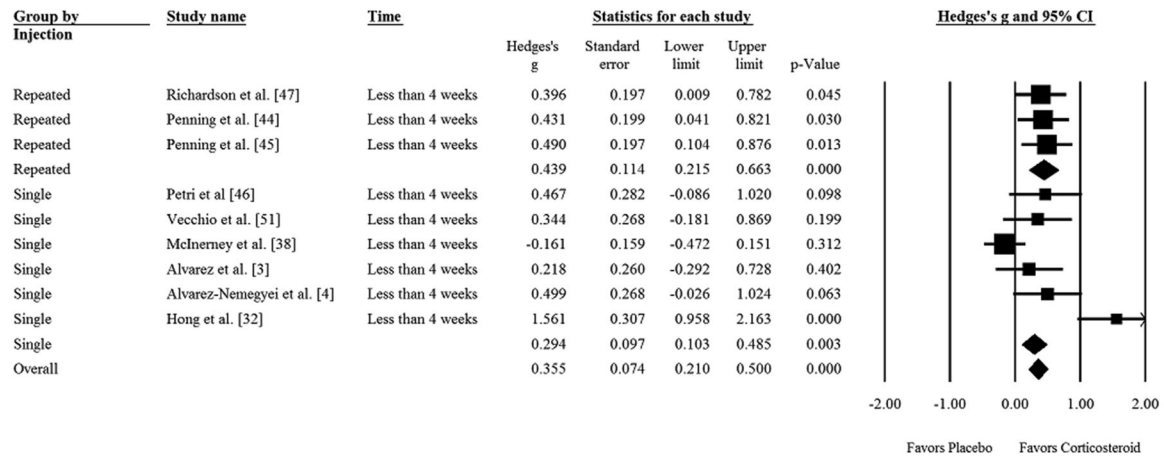 Group by Study name Time Statistics for each study Hedges's g and 95% CI
Injection
Hedges's Standard Lower Upper
g error limit limit p-Value
Repeated Richardson et al. [47] Less than 4 weeks 0.396 0.197 0.009 0.782 0.045
Repeated Penning et al. [44] Less than 4 weeks 0.431 0.199 0.041 0.821 0.030
Repeated Penning et al. [45] Less than 4 weeks 0.490 0.197 0.104 0.876 0.013
Repeated 0.439 0.114 0.215 0.663 0.000
Single Petri et al [46] Less than 4 weeks 0.467 0.282 -0.086 1.020 0.098
Single Vecchio et al. [51] Less than 4 weeks 0.344 0.268 -0.181 0.869 0.199
Single McInerney et al. [38] Less than 4 weeks -0.161 0.159 -0.472 0.151 0.312
Single Alvarez et al. [3] Less than 4 weeks 0.218 0.260 -0.292 0.728 0.402
Single Alvarez-Nemegyei et al. [4] Less than 4 weeks 0.499 0.268 -0.026 1.024 0.063
Single Hong et al. [32] Less than 4 weeks 1.561 0.307 0.958 2.163 0.000
Single 0.294 0.097 0.103 0.485 0.003
Overall 0.355 0.074 0.210 0.500 0.000
-2.00 -1.00 0.00 1.00 2.00
Favors Placebo Favors Corticosteroid